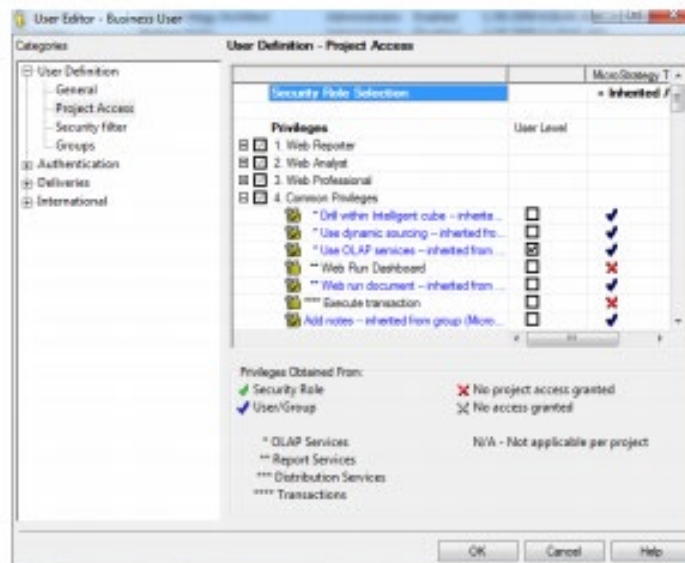 User Editor - Business User
Categories
User Definition - Project Access
User Definition
General
Project Access
Security filter
Groups
Authentication
Deliveries
International
MicroStrategy T
Security Role Selection
Inherited
Privileges
User Level
1. Web Reporter
2. Web Analyst
3. Web Professional
4. Common Privileges
* Drill within Intelligent cube -- inherite...
* Use dynamic sourcing -- inherited fro...
* Use OLAP services -- inherited from ...
** Web Run Dashboard
** Web run document -- inherited from ...
**** Execute transaction
Add notes -- inherited from group (Micro...
Privileges Obtained From:
Security Role
No project access granted
User/Group
No access granted
* OLAP Services
N/A - Not applicable per project
** Report Services
*** Distribution Services
**** Transactions
OK
Cancel
Help